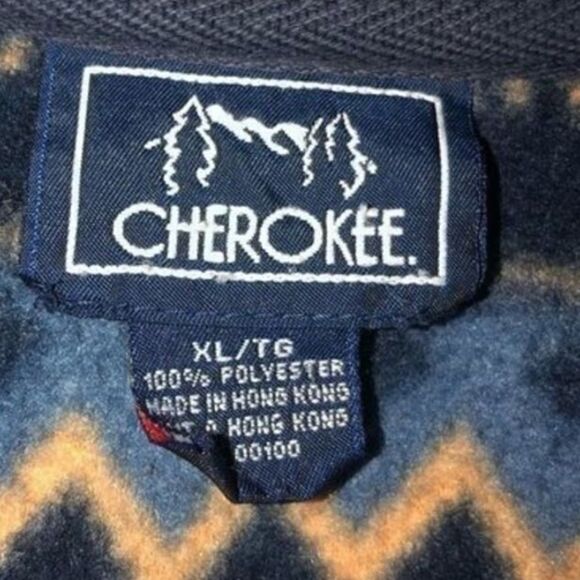 CHEROKEE.
XL/TG
100% POLYESTER
MADE IN HONG KONG
HONG KONG
00100